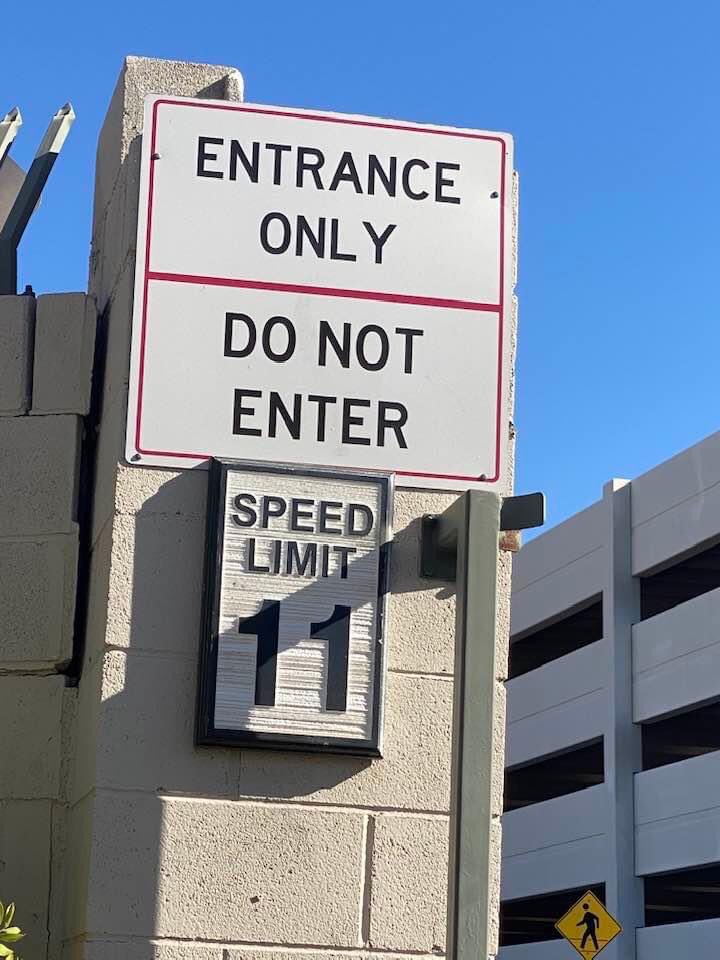 ENTRANCE
ONLY
DO NOT
ENTER
SPEED
LIMIT
11